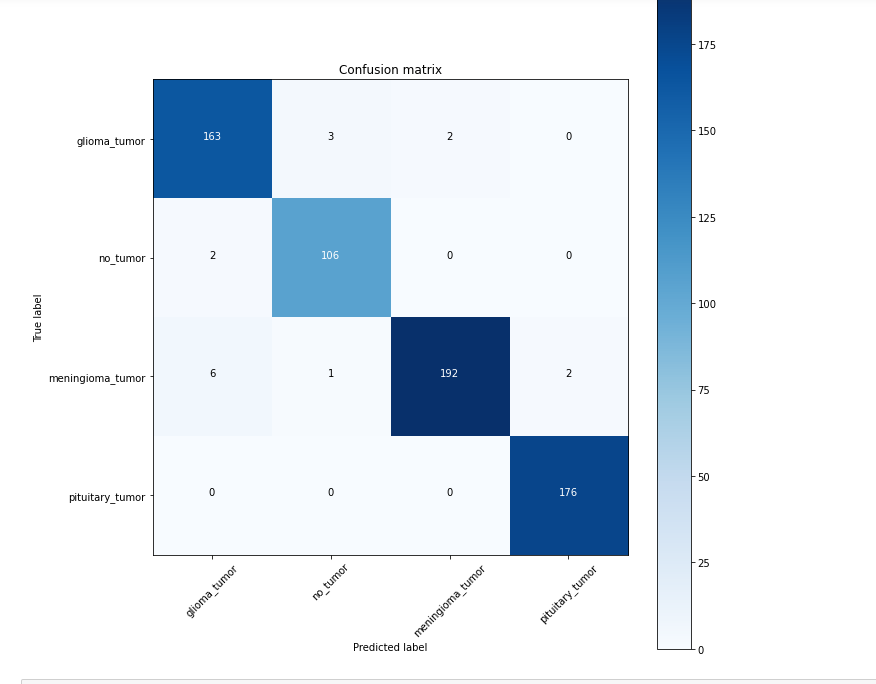 Confusion matrix
175
150
125
100
75
50
25
0
True label
glioma_tumor 163 3 2 0
no_tumor 2 106 0 0
meningioma_tumor 6 1 192 2
pituitary_tumor 0 0 0 176
glioma_tumor no_tumor meningioma_tumor pituitary_tumor
Predicted label